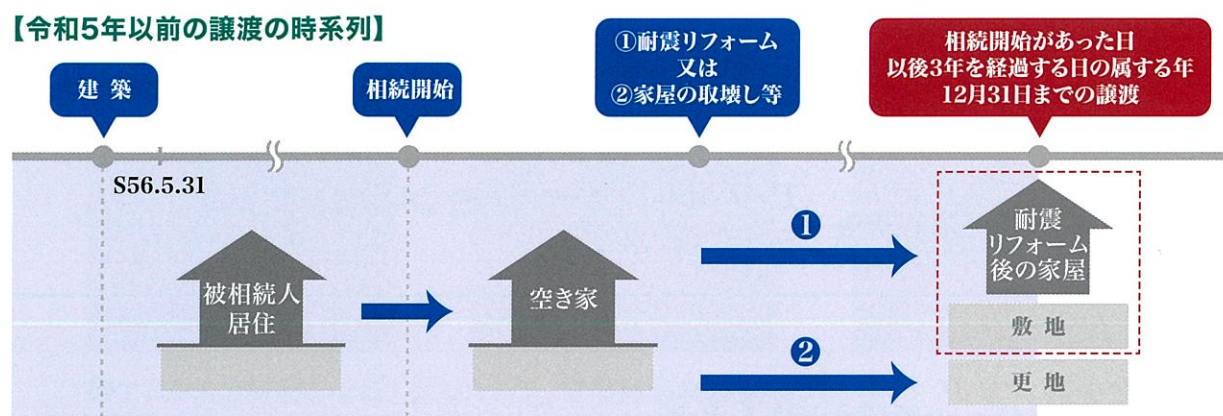 【令和5年以前の譲渡の時系列】
建築
相続開始
①耐震リフォーム
又は
②家屋の取壊し等
相続開始があった日
以後3年を経過する日の属する年
12月31日までの譲渡
S56.5.31
被相続人
居住
空き家
❶
耐震
リフォーム
後の家屋
敷地
❷
更地